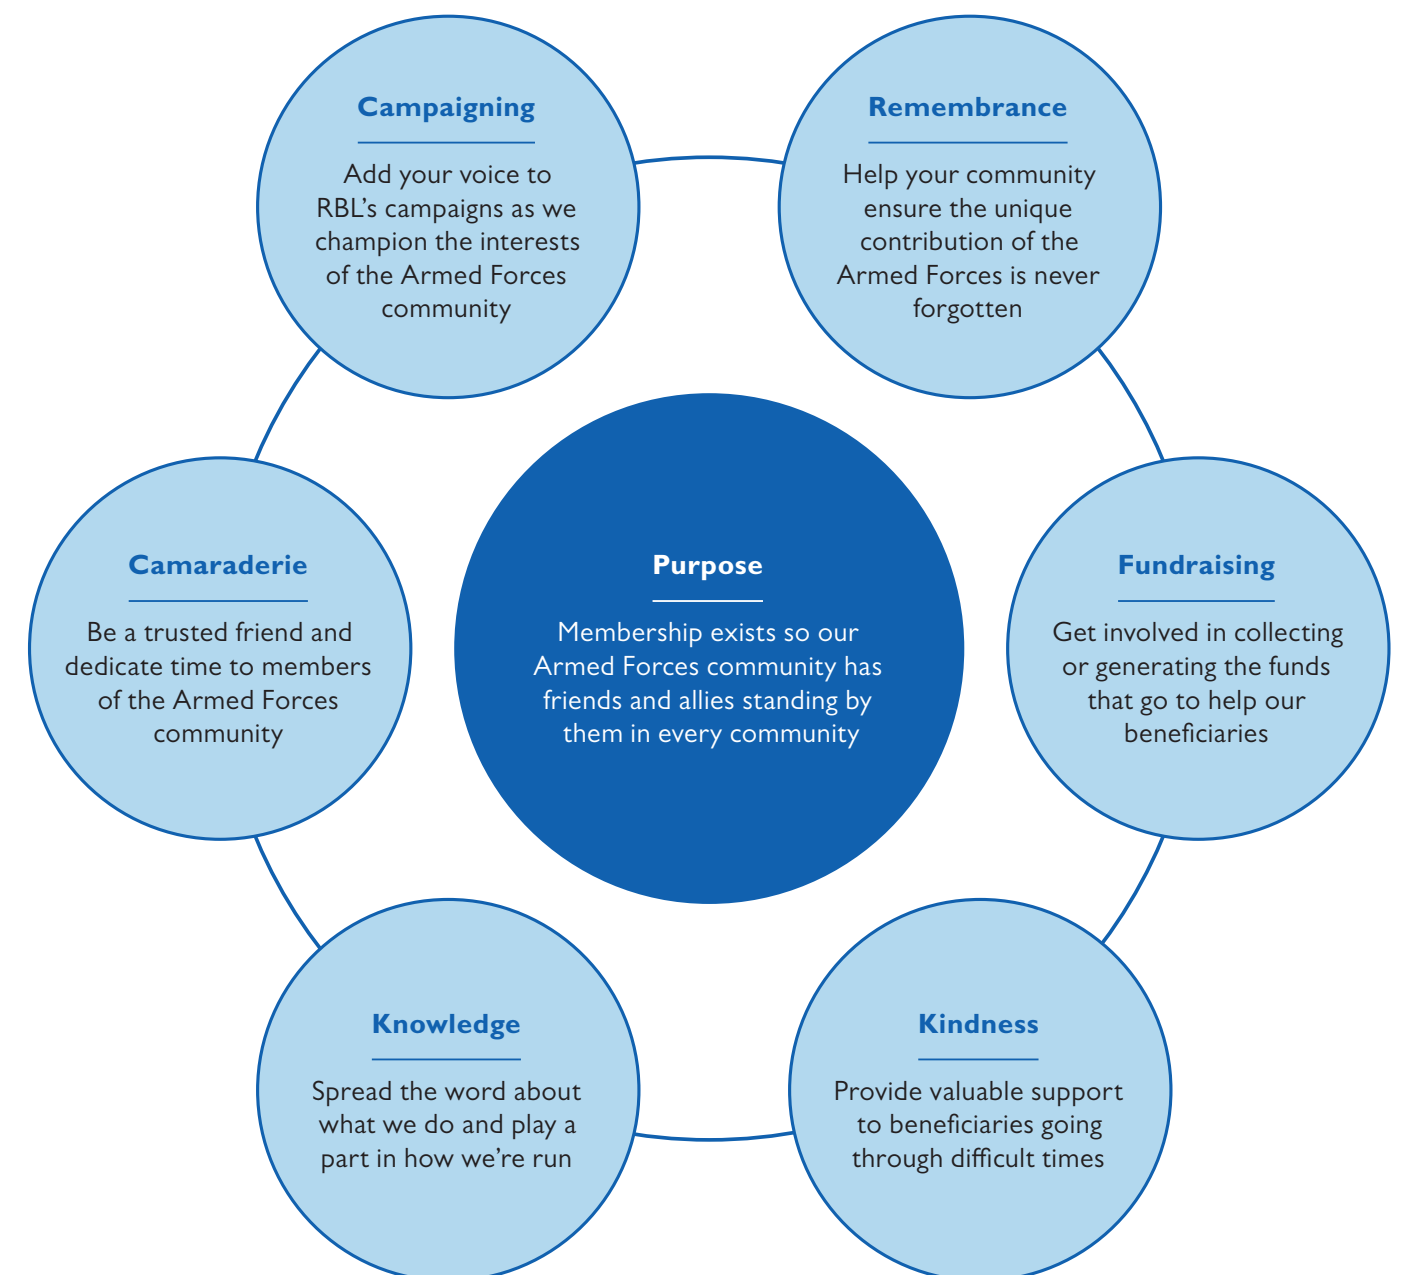 Campaigning
Add your voice to
RBL’s campaigns as we
champion the interests
of the Armed Forces
community
Remembrance
Help your community
ensure the unique
contribution of the
Armed Forces is never
forgotten
Camaraderie
Be a trusted friend and
dedicate time to members
of the Armed Forces
community
Purpose
Membership exists so our
Armed Forces community has
friends and allies standing by
them in every community
Fundraising
Get involved in collecting
or generating the funds
that go to help our
beneficiaries
Knowledge
Spread the word about
what we do and play a
part in how we’re run
Kindness
Provide valuable support
to beneficiaries going
through difficult times